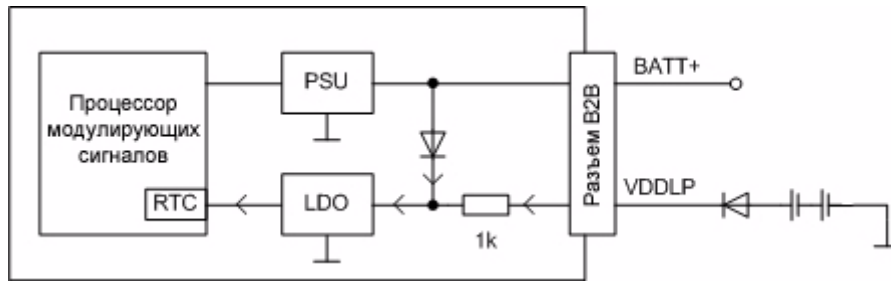 Процессор
модулирующих
сигналов
RTC
PSU
LDO
1k
Разъем B2B
BATT+
VDDLP